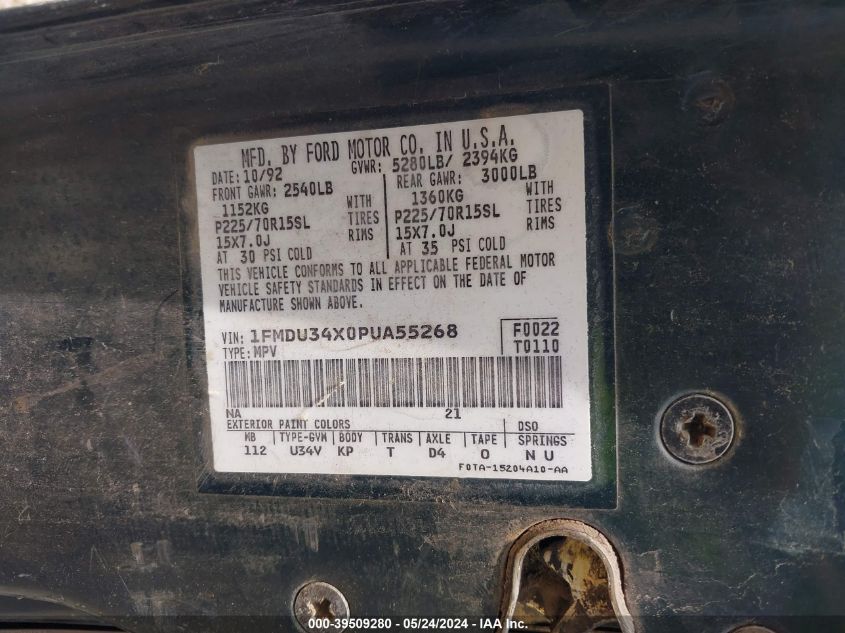 MFD. BY FORD MOTOR CO. IN U.S.A.
DATE: 10/92 GVWR: 5280LB/ 2394KG
FRONT GAWR: 2540LB REAR GAWR: 3000LB
1152KG WITH 1360KG WITH
P225/70R15SL TIRES P225/70R15SL TIRES
15X7.0J RIMS 15X7.0J RIMS
AT 30 PSI COLD AT 35 PSI COLD
THIS VEHICLE CONFORMS TO ALL APPLICABLE FEDERAL MOTOR
VEHICLE SAFETY STANDARDS IN EFFECT ON THE DATE OF
MANUFACTURE SHOWN ABOVE.
VIN: 1FMDU34X0PUA55268 F0022
TYPE: MPV T0110
NA 21
EXTERIOR PAINT COLORS DSO
WB TYPE-GVM BODY TRANS AXLE TAPE SPRINGS
112 U34V KP T D4 O N U
F0TA-15204A10-AA
000-39509280 - 05/24/2024 - IAA Inc.